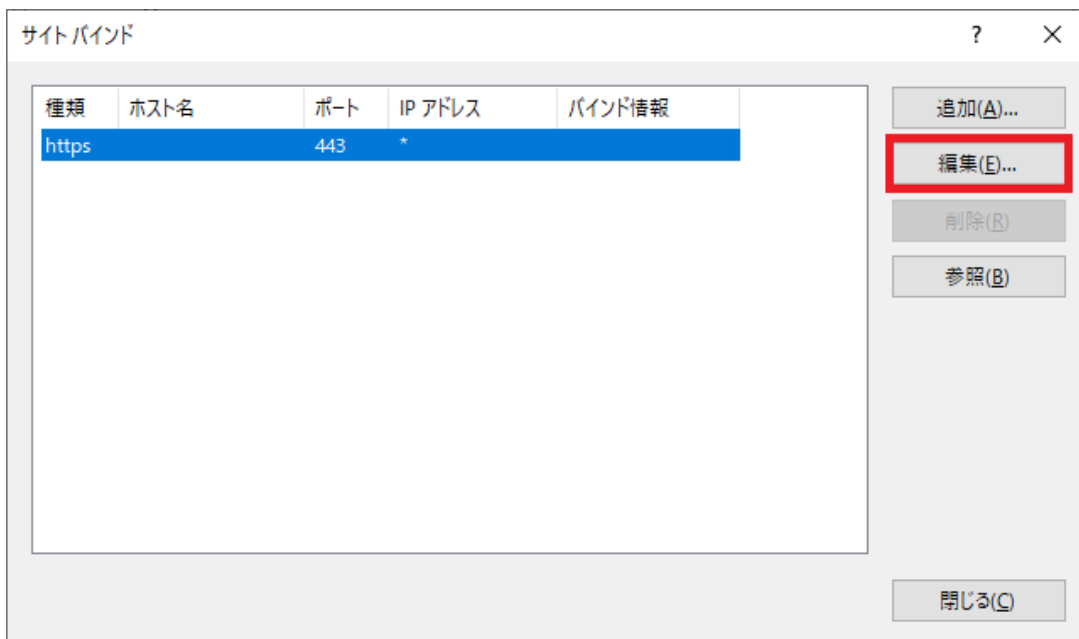 サイト バインド ?
種類 ホスト名 ポート IP アドレス バインド情報
https 443 *
追加(A)...
編集(E)...
削除(R)
参照(B)
閉じる(C)